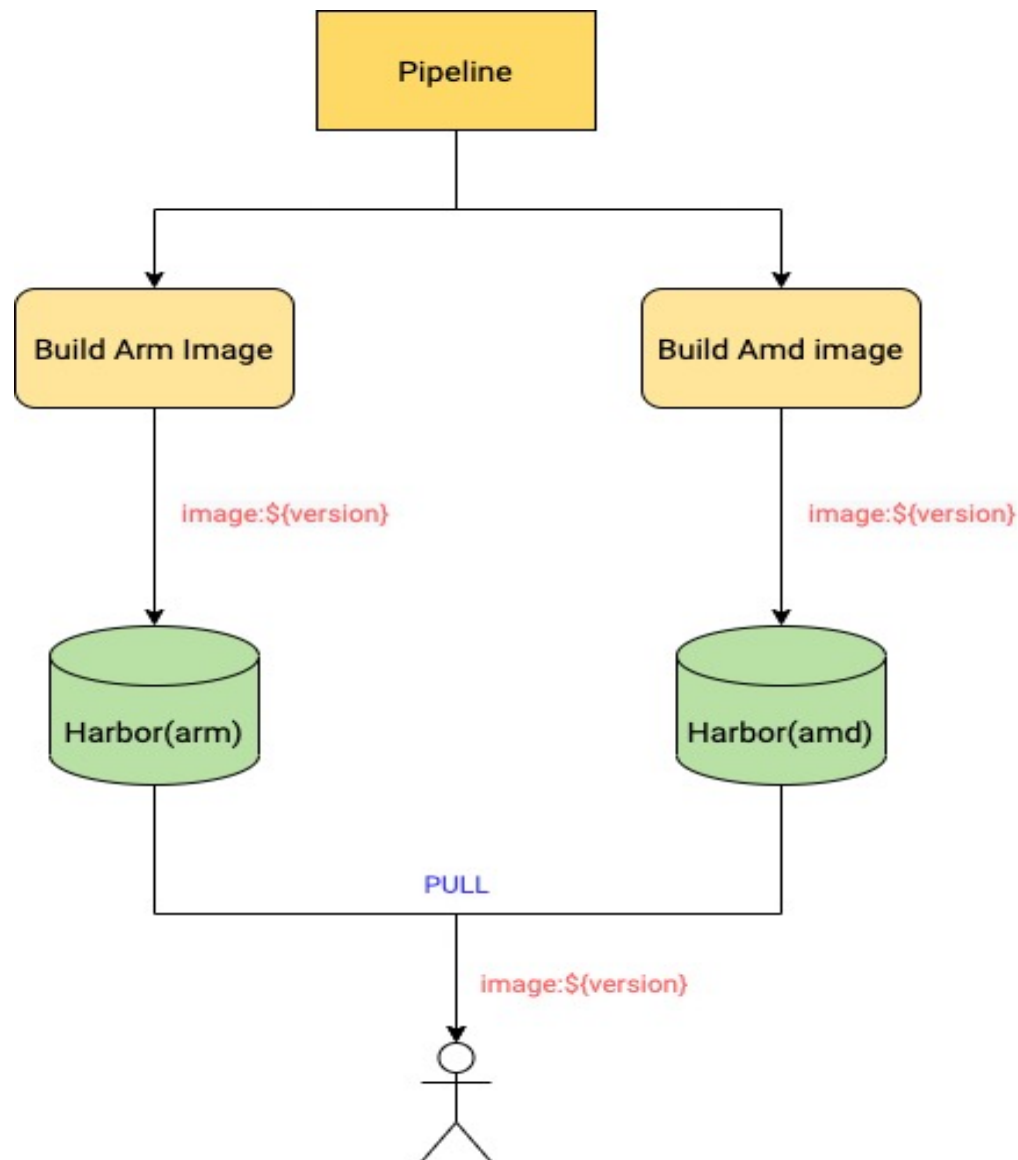 Pipeline
Build Arm Image
Build Amd image
image:${version}
image:${version}
Harbor(arm)
Harbor(amd)
PULL
image:${version}